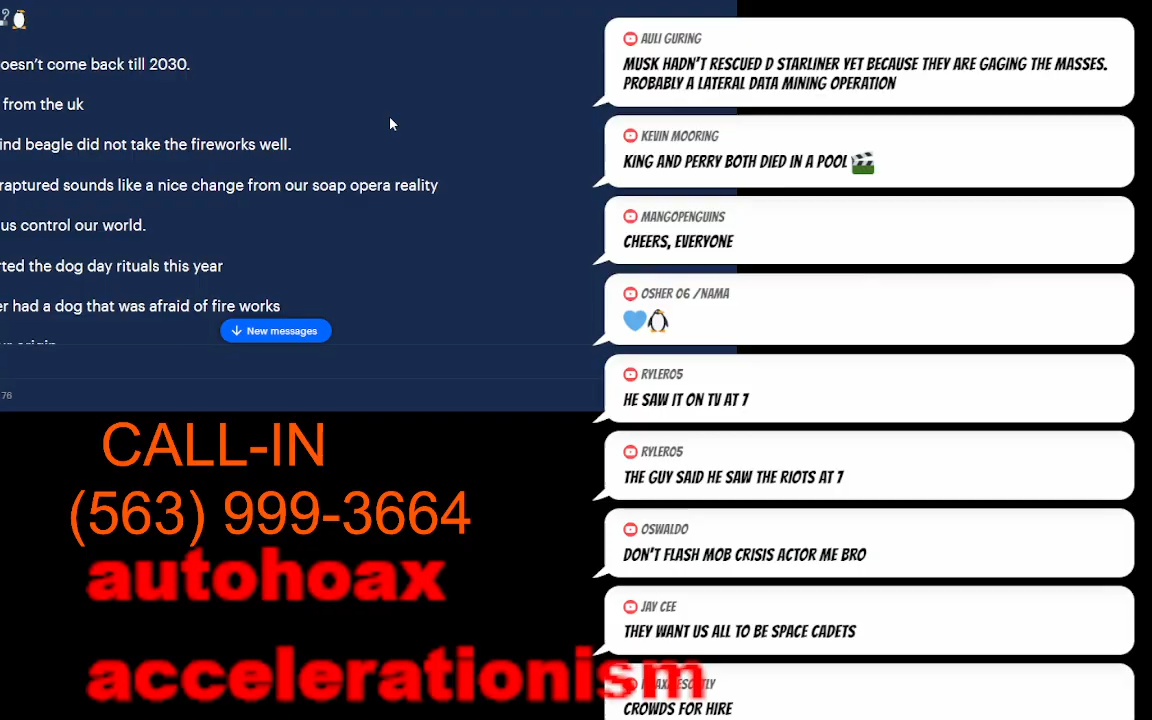 oesn't come back till 2030.
from the uk
ind beagle did not take the fireworks well.
raptured sounds like a nice change from our soap opera reality
us control our world.
rted the dog day rituals this year
er had a dog that was afraid of fire works
New messages
76
CALL-IN
(563) 999-3664
autohoax
accelerationism
AULI GURING
MUSK HADN'T RESCUED D STARLINER YET BECAUSE THEY ARE GAGING THE MASSES.
PROBABLY A LATERAL DATA MINING OPERATION
KEVIN MOORING
KING AND PERRY BOTH DIED IN A POOL
MANGOPENGUINS
CHEERS, EVERYONE
OSHER 06 /NAMA
RYLER05
HE SAW IT ON TV AT 7
RYLER05
THE GUY SAID HE SAW THE RIOTS AT 7
OSWALDO
DON'T FLASH MOB CRISIS ACTOR ME BRO
JAY CEE
THEY WANT US ALL TO BE SPACE CADETS
CROWDS FOR HIRE